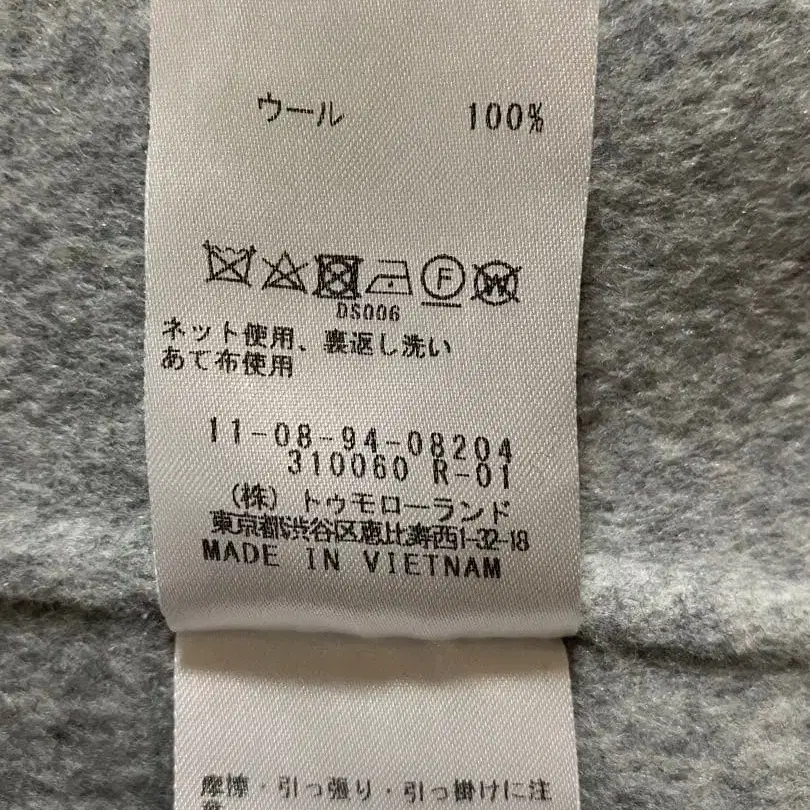 ウール 100%
F W
DS006
ネット使用、裏返し洗い
あて布使用
11-08-94-08204
310060 R-01
(株) トゥモローランド
東京都渋谷区恵比寿西1-32-18
MADE IN VIETNAM
摩擦・引っ張り・引っ掛けに注